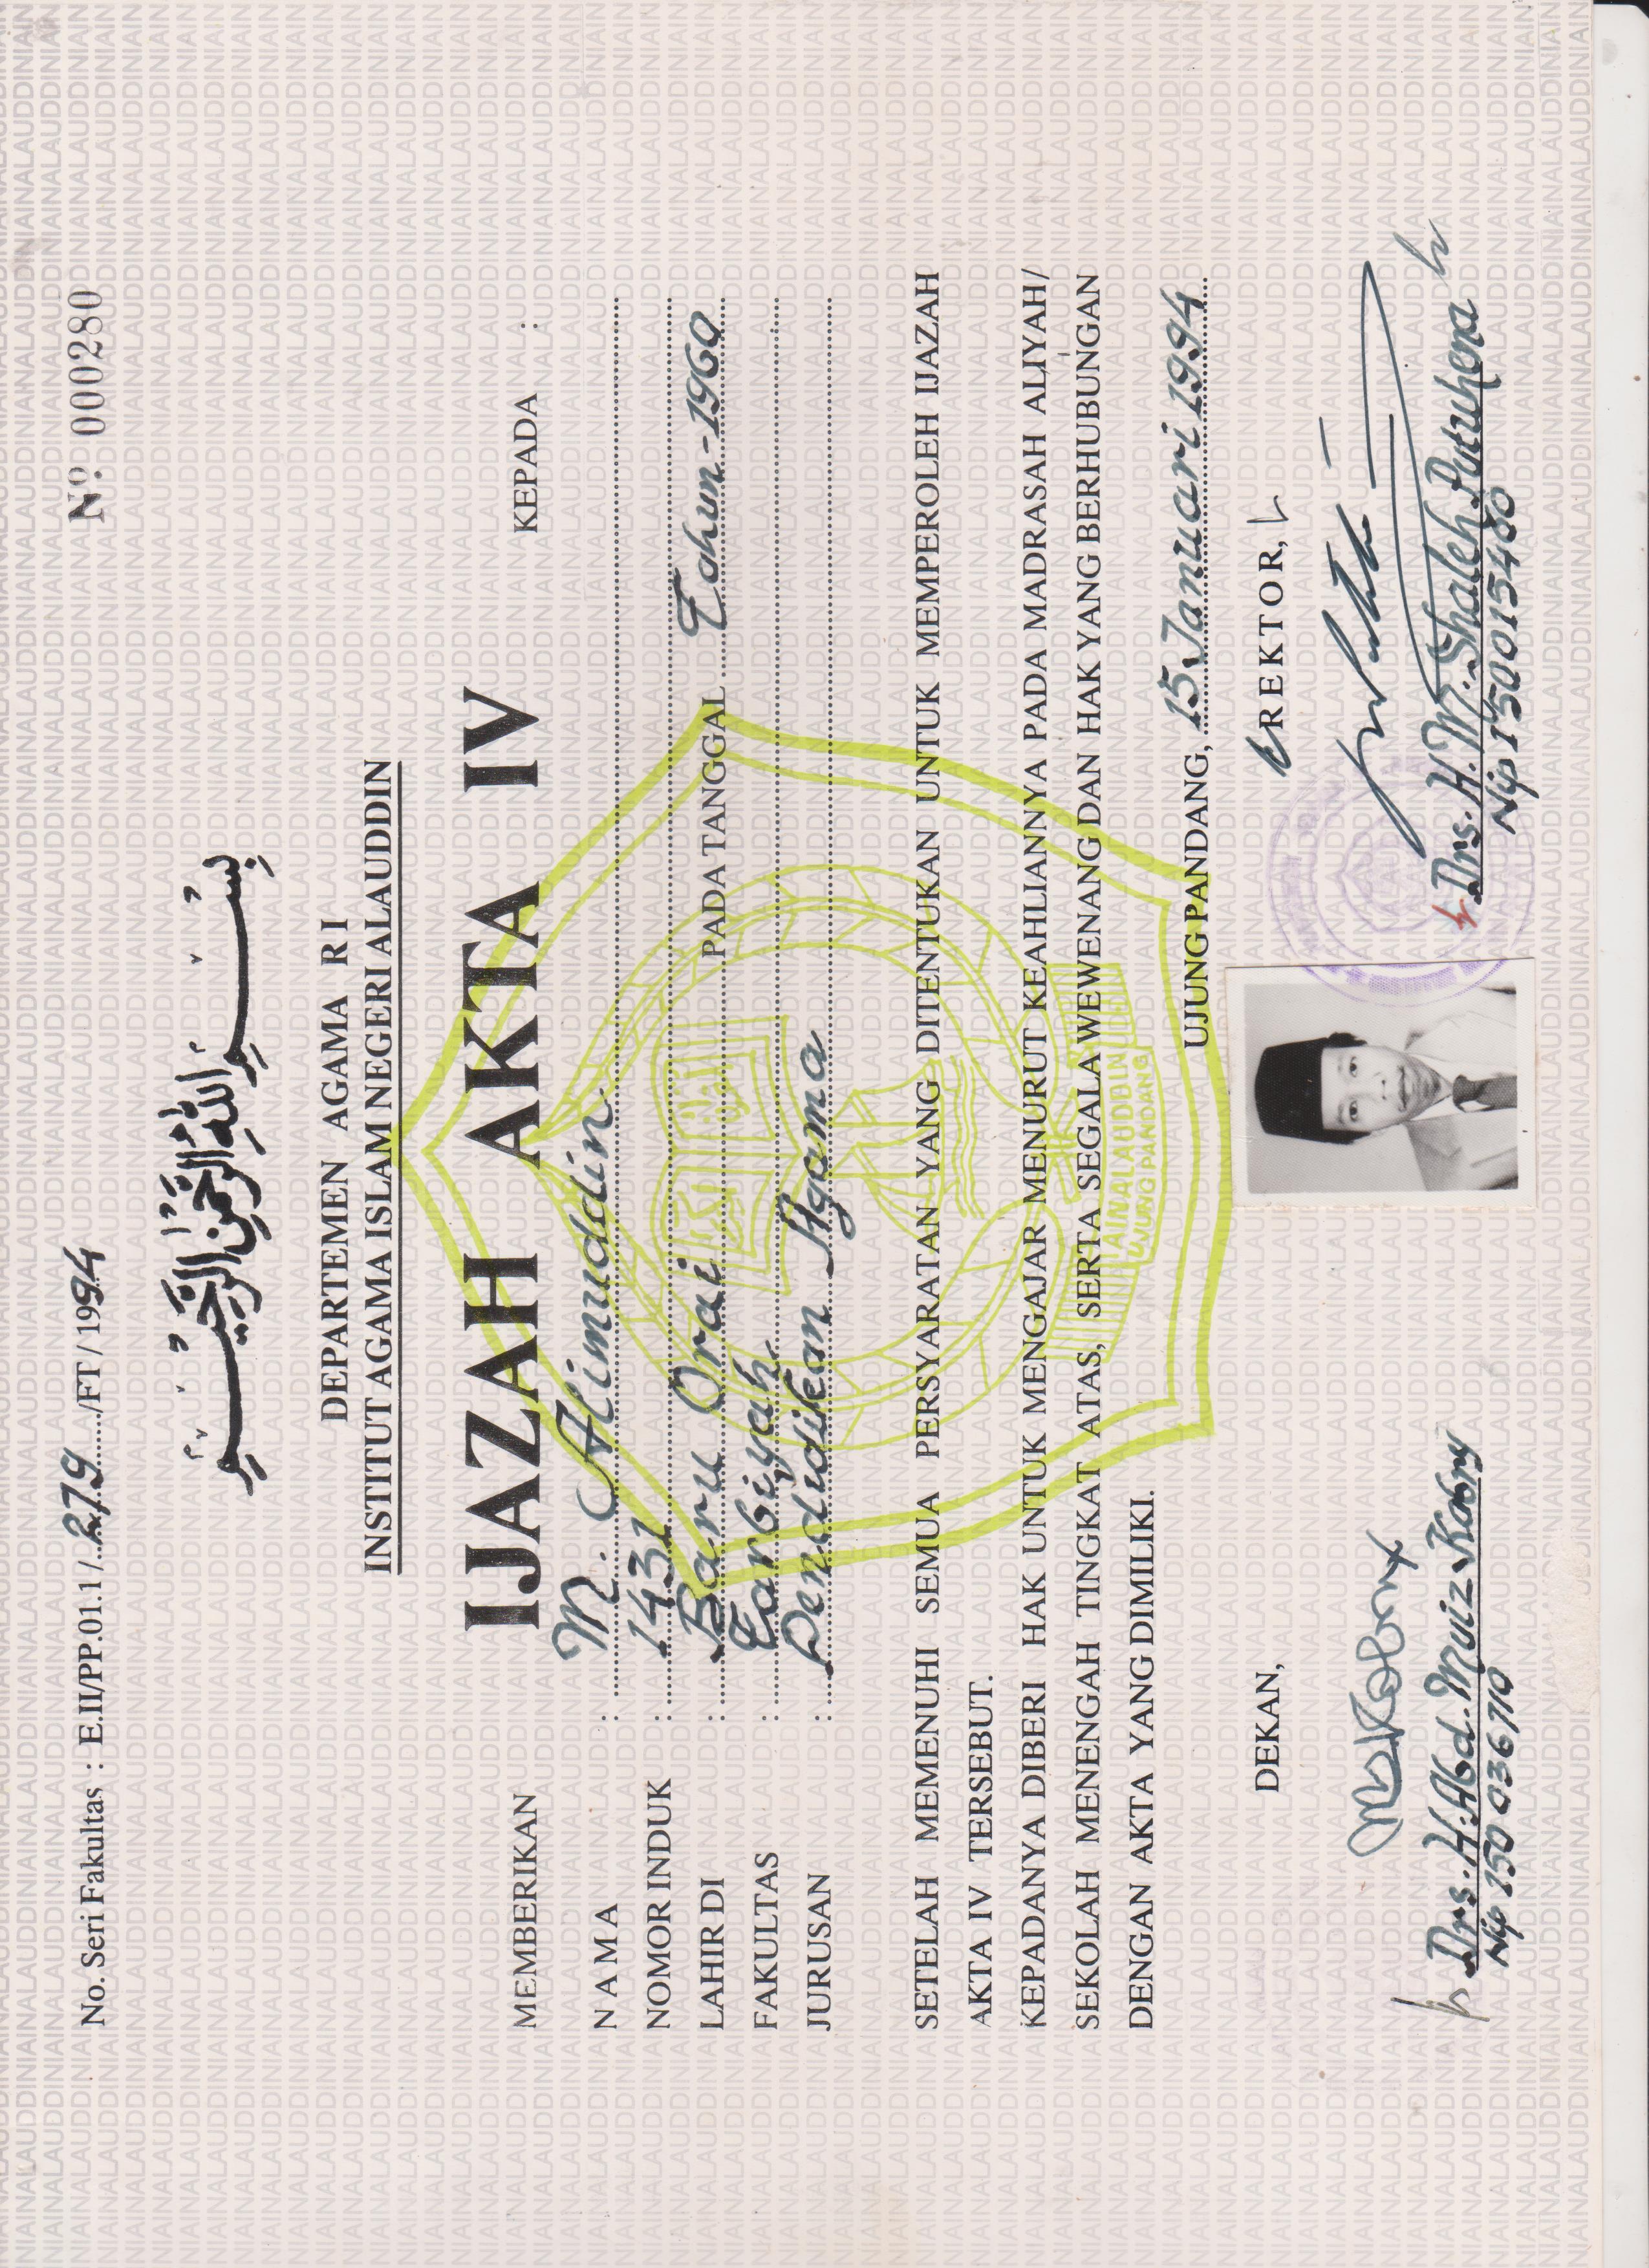 No. Seri Fakultas : E.II/PP.01.1/ 279 /FT / 1994
Nº 000280
بسم الله الرحمن الرحيم
DEPARTEMEN AGAMA R I
INSTITUT AGAMA ISLAM NEGERI ALAUDDIN
IJAZAH AKTA IV
MEMBERIKAN KEPADA :
N A M A : M. Alimuddin
NOMOR INDUK : 1431
LAHIR DI : Baru Orai PADA TANGGAL Tahun - 1960
FAKULTAS : Tarbiyah
JURUSAN : Pendidikan Agama
SETELAH MEMENUHI SEMUA PERSYARATAN YANG DITENTUKAN UNTUK MEMPEROLEH IJAZAH
AKTA IV TERSEBUT.
KEPADANYA DIBERI HAK UNTUK MENGAJAR MENURUT KEAHLIANNYA PADA MADRASAH ALIYAH/
SEKOLAH MENENGAH TINGKAT ATAS, SERTA SEGALA WEWENANG DAN HAK YANG BERHUBUNGAN
DENGAN AKTA YANG DIMILIKI.
IAIN ALAUDDIN
UJUNG PANDANG
UJUNG PANDANG, 15 Januari 1994
DEKAN,
REKTOR,
Drs. H. Abd. Muiz Kabry
Nip 150 036 710
Drs. H. M. Shaleh Putuhena
Nip 150015480